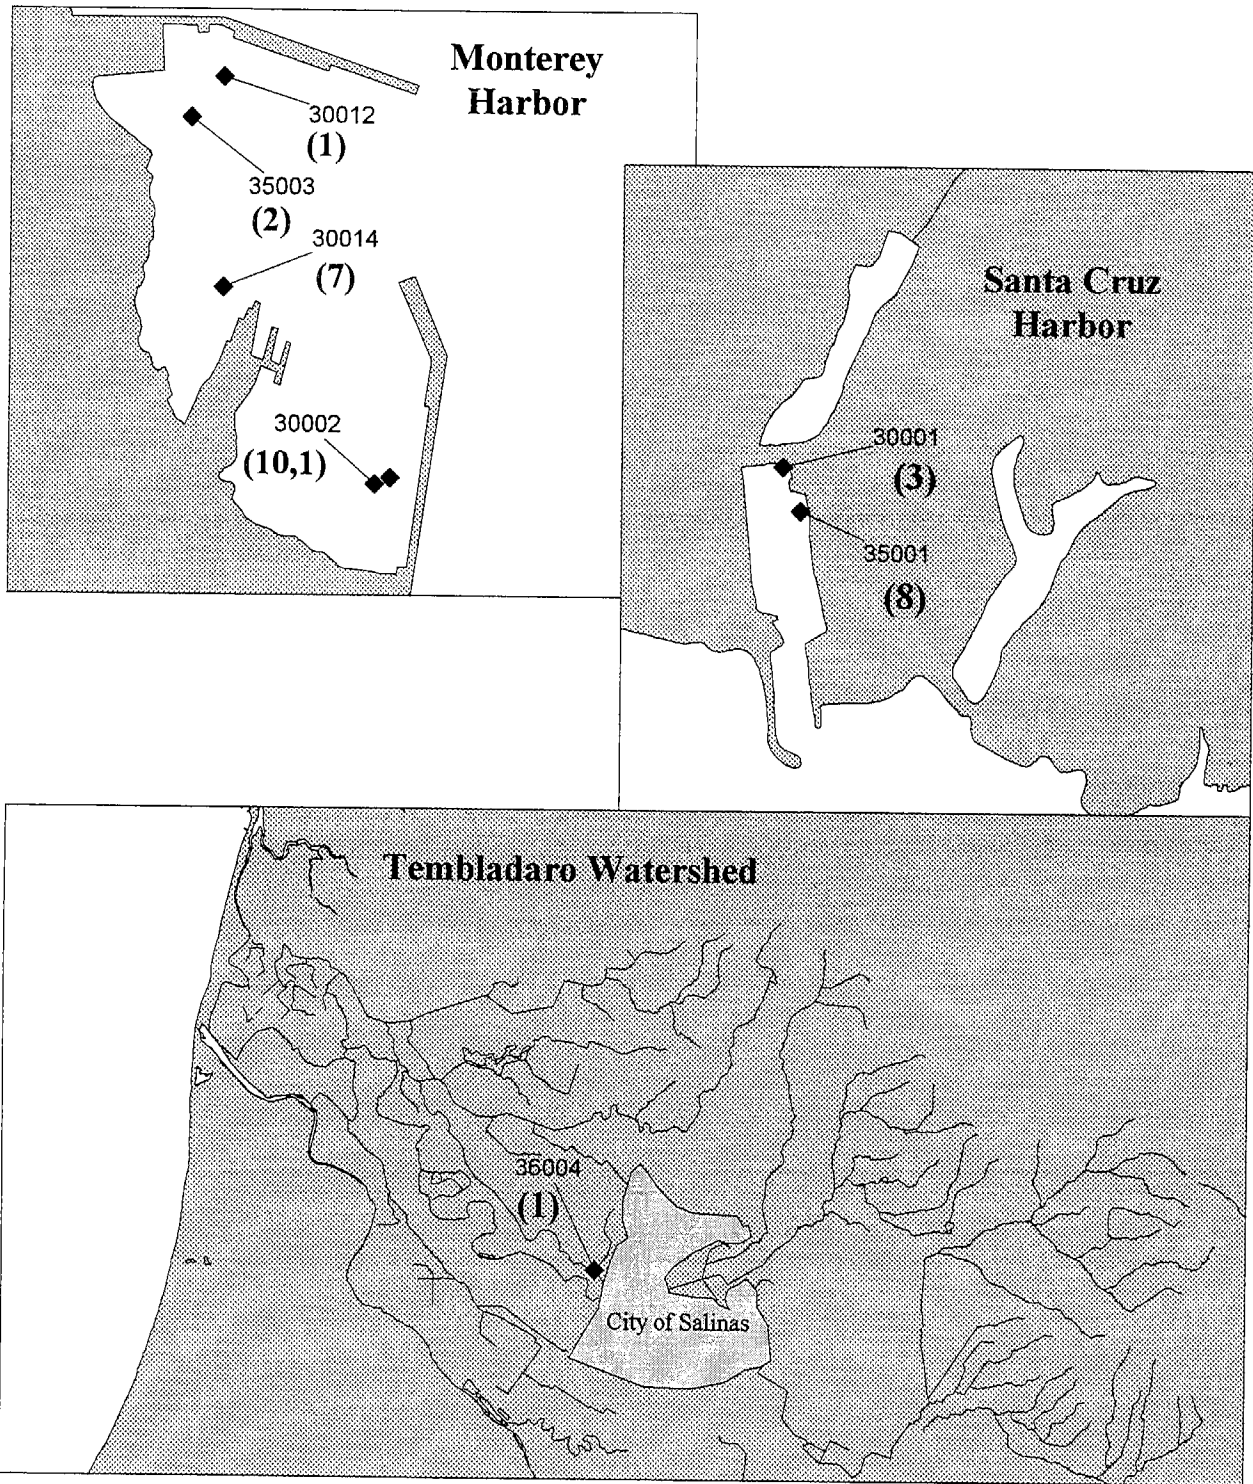 Monterey
Harbor
30012
(1)
35003
(2)
30014
(7)
30002
(10,1)
Santa Cruz
Harbor
30001
(3)
35001
(8)
Tembladaro Watershed
36004
(1)
City of Salinas